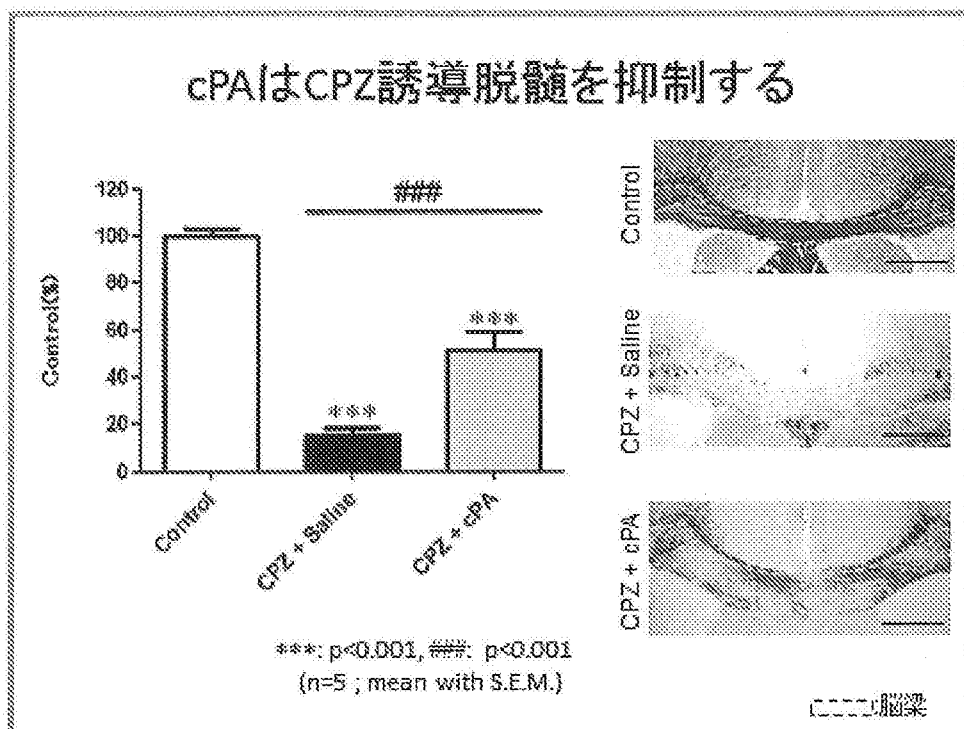 cPAはCPZ誘導脱髄を抑制する
Control(%)
120
100
80
60
40
20
0
###
***
***
Control
CPZ + Saline
CPZ + cPA
***: p<0.001, ###: p<0.001
(n=5 ; mean with S.E.M.)
Control
CPZ + Saline
CPZ + cPA
:脳梁